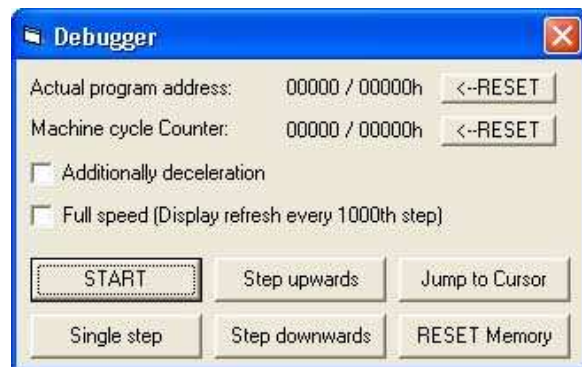 Debugger
Actual program address: 00000 / 00000h <--RESET
Machine cycle Counter: 00000 / 00000h <--RESET
Additionally deceleration
Full speed (Display refresh every 1000th step)
START Step upwards Jump to Cursor
Single step Step downwards RESET Memory